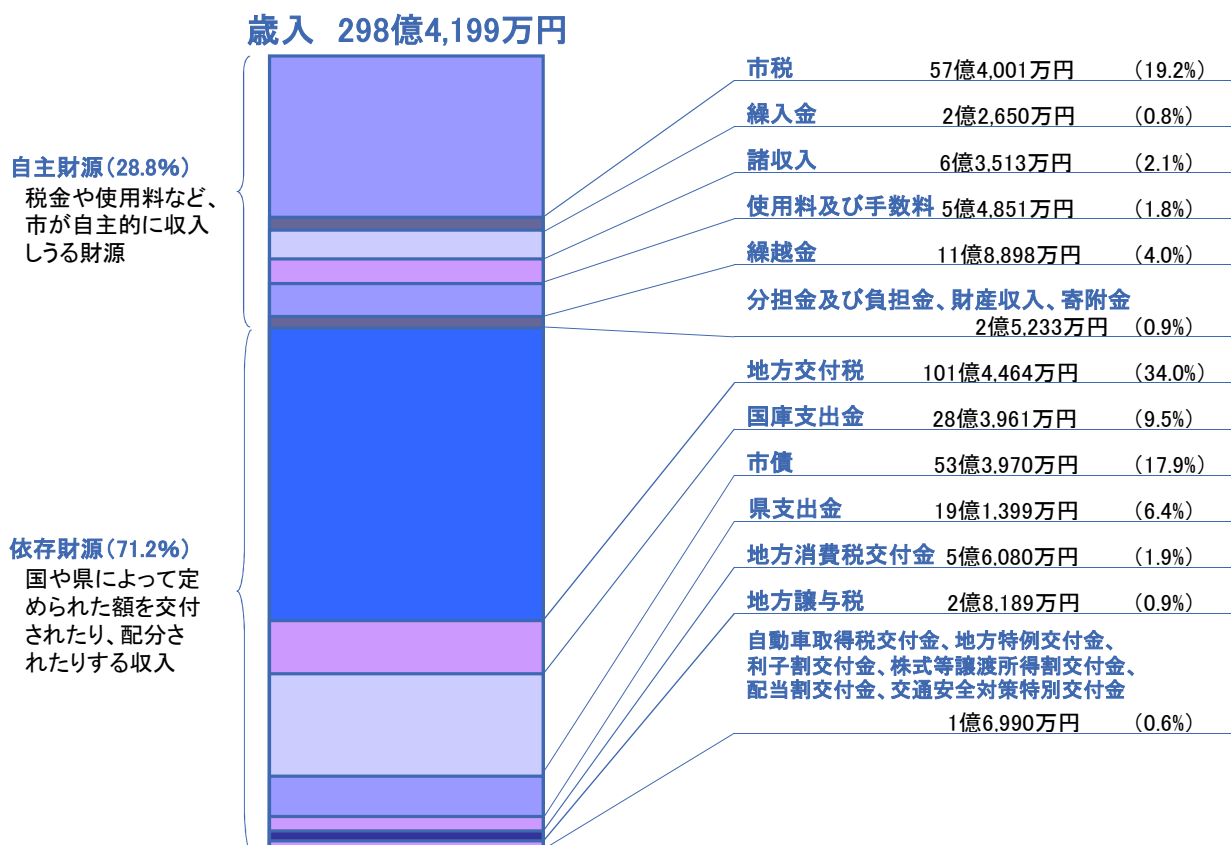 歳入 298億4,199万円
自主財源(28.8%)
税金や使用料など、
市が自主的に収入
しうる財源
市税 57億4,001万円 (19.2%)
繰入金 2億2,650万円 (0.8%)
諸収入 6億3,513万円 (2.1%)
使用料及び手数料 5億4,851万円 (1.8%)
繰越金 11億8,898万円 (4.0%)
分担金及び負担金、財産収入、寄附金
2億5,233万円 (0.9%)
依存財源(71.2%)
国や県によって定
められた額を交付
されたり、配分さ
れたりする収入
地方交付税 101億4,464万円 (34.0%)
国庫支出金 28億3,961万円 (9.5%)
市債 53億3,970万円 (17.9%)
県支出金 19億1,399万円 (6.4%)
地方消費税交付金 5億6,080万円 (1.9%)
地方譲与税 2億8,189万円 (0.9%)
自動車取得税交付金、地方特例交付金、
利子割交付金、株式等譲渡所得割交付金、
配当割交付金、交通安全対策特別交付金
1億6,990万円 (0.6%)